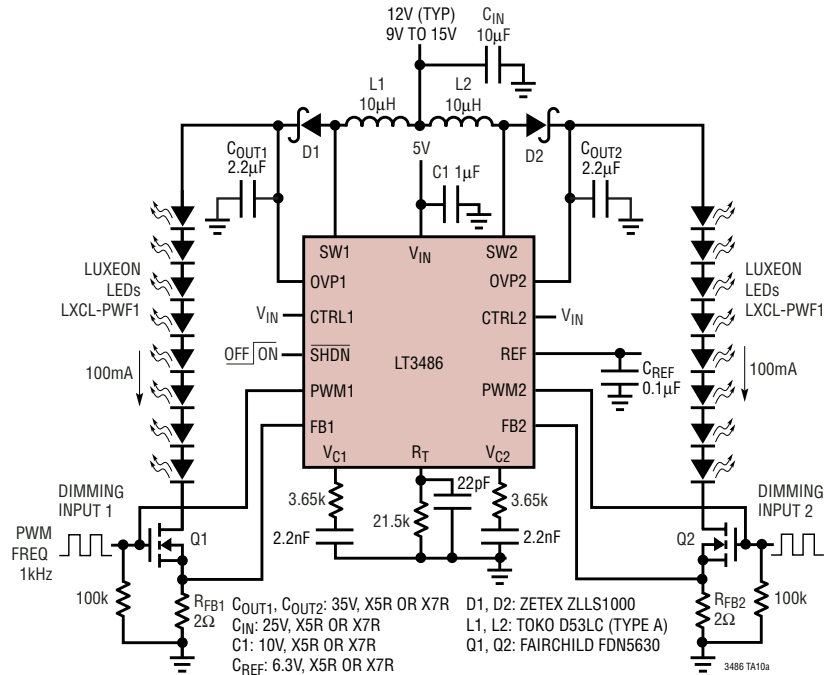 12V (TYP)
9V TO 15V
CIN
10µF
L1
10µH
L2
10µH
D1
5V
D2
COUT1
2.2µF
C1 1µF
COUT2
2.2µF
SW1
VIN
SW2
LUXEON
LEDs
LXCL-PWF1
OVP1
OVP2
LUXEON
LEDs
LXCL-PWF1
VIN
CTRL1
CTRL2
VIN
OFF ON
SHDN
LT3486
REF
CREF
0.1µF
100mA
PWM1
PWM2
100mA
FB1
FB2
VC1
RT
VC2
DIMMING
INPUT 1
3.65k
22pF
3.65k
DIMMING
INPUT 2
PWM
FREQ
1kHz
Q1
2.2nF
21.5k
2.2nF
Q2
100k
RFB1
2Ω
RFB2
2Ω
100k
COUT1, COUT2: 35V, X5R OR X7R
CIN: 25V, X5R OR X7R
C1: 10V, X5R OR X7R
CREF: 6.3V, X5R OR X7R
D1, D2: ZETEX ZLLS1000
L1, L2: TOKO D53LC (TYPE A)
Q1, Q2: FAIRCHILD FDN5630
3486 TA10a